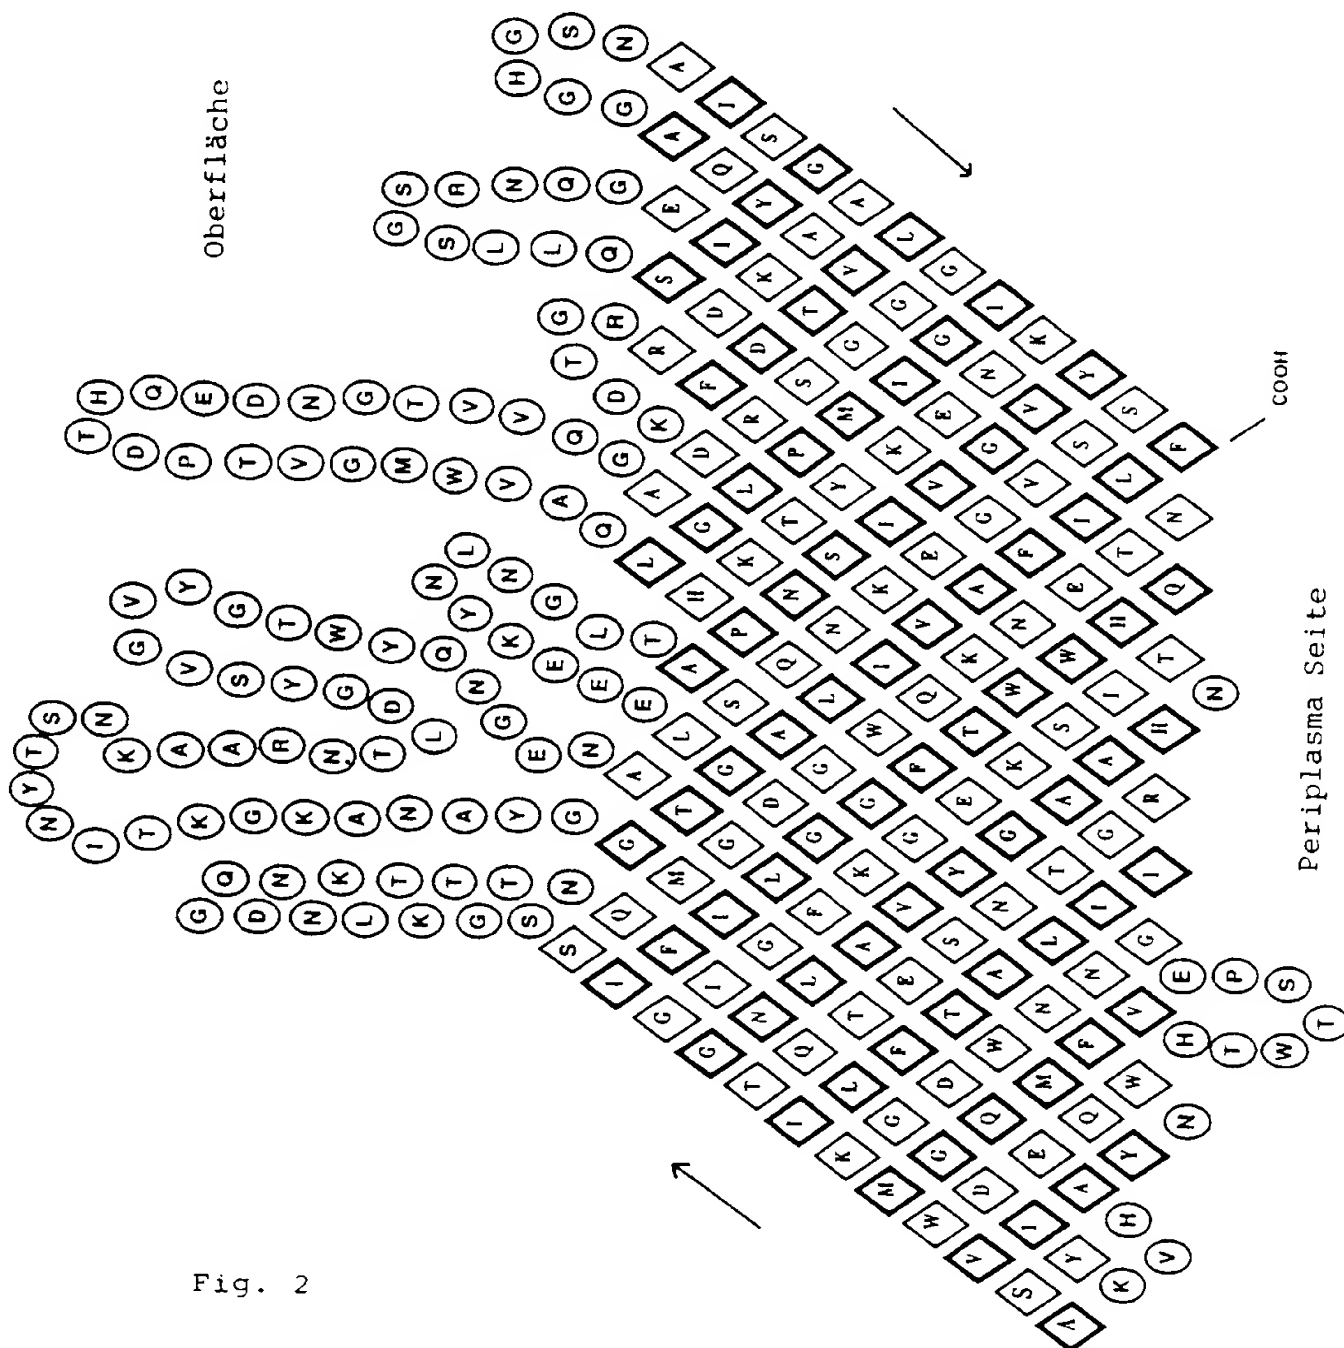 Fig. 2
Oberfläche
Periplasma Seite
COOH
A S V W M K I T G G I S
S G K L N N D G Q N K T T T N
Q F I N Q L G G D I Y
K V H
A E Q D F T L G I M G
G Y A N A K G K T I N Y T S N K A A R N T L D G Y S V G V Y G T W Y Q N G E N
A T G L F A E T W M Q Y
N
W F N A S V K G D G L
E E E K Y N L N G L T
A S A G G G Y N L N V
H T W T S P E
G I T G E F W L Q P H L
Q A V W M G V T P D T H Q E D N G T V V Q G
A G K N N I Q T K A G I
R A S W K V K S T L D
K D T G R
R F R P Y I E A N W I H
N
T H E F G V K M S D D S
Q L L S G S R N Q G
E I K T G I E G V I T Q
N L S V N G G V A Y Q A
G G H G S N
A I S G A L G I K Y S F